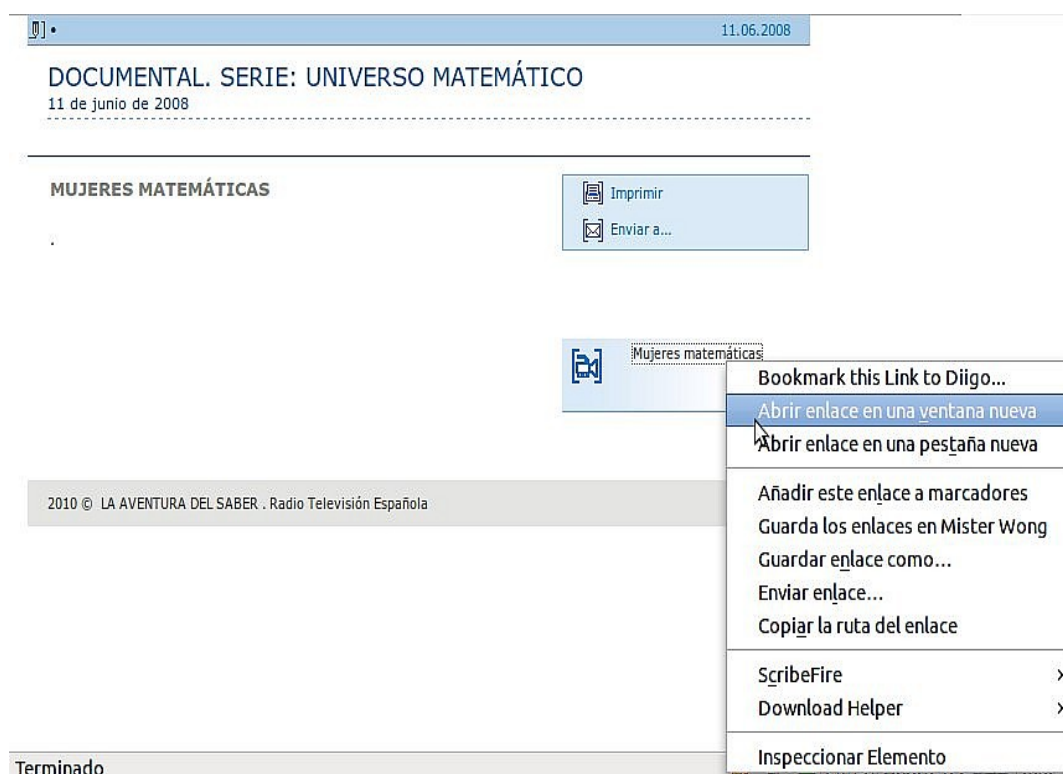 11.06.2008
DOCUMENTAL. SERIE: UNIVERSO MATEMÁTICO
11 de junio de 2008
MUJERES MATEMÁTICAS
.
Imprimir
Enviar a...
Mujeres matemáticas
Bookmark this Link to Diigo...
Abrir enlace en una ventana nueva
Abrir enlace en una pestaña nueva
Añadir este enlace a marcadores
Guarda los enlaces en Mister Wong
Guardar enlace como...
Enviar enlace...
Copiar la ruta del enlace
ScribeFire
Download Helper
Inspeccionar Elemento
2010 © LA AVENTURA DEL SABER . Radio Televisión Española
Terminado